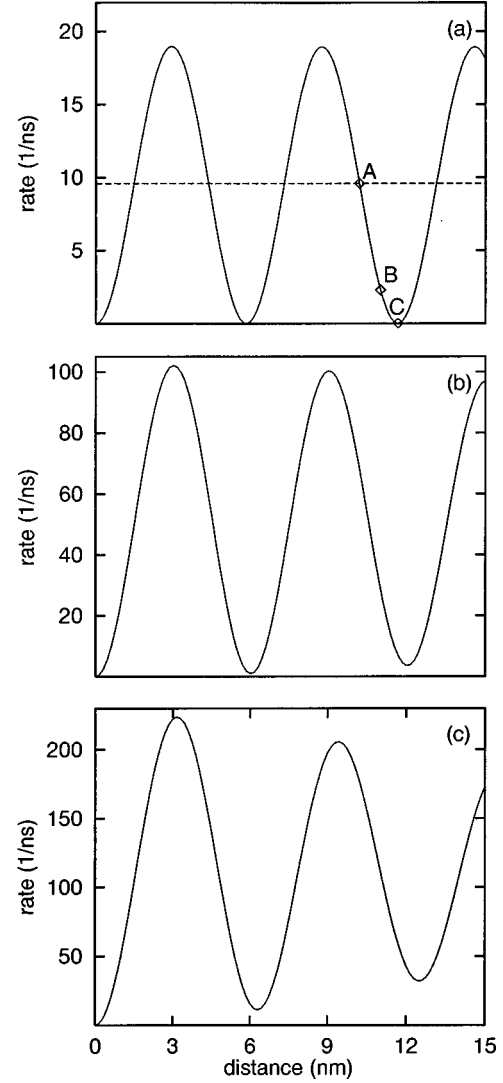 (a)
20
15
10
5
rate (1/ns)
A
B
C
(b)
100
80
60
40
20
rate (1/ns)
(c)
200
150
100
50
rate (1/ns)
0 3 6 9 12 15
distance (nm)